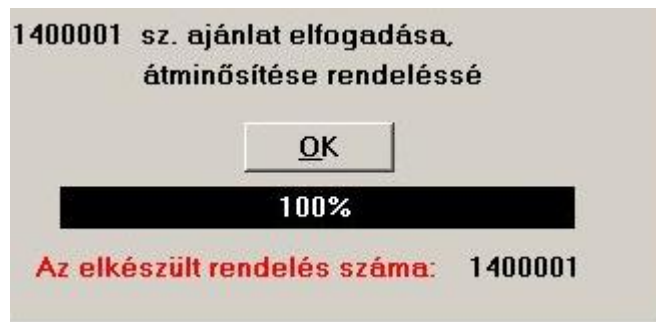 1400001 sz. ajánlat elfogadása,
átminősítése rendeléssé
OK
100%
Az elkészült rendelés száma: 1400001